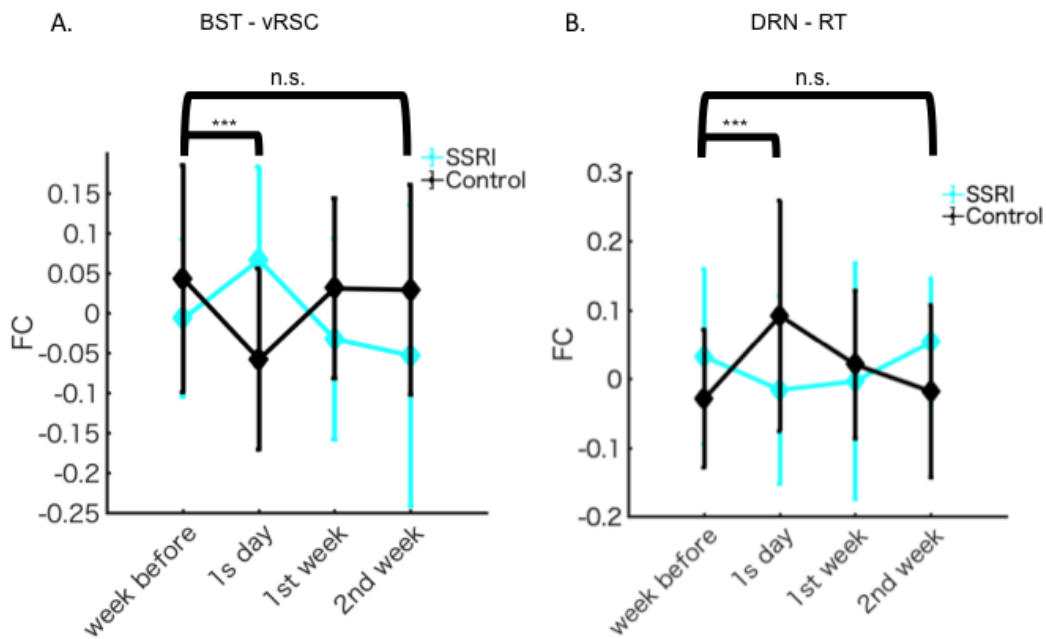 A.
BST - vRSC
n.s.
***
SSRI
Control
0.15
0.1
0.05
0
-0.05
-0.1
-0.15
-0.2
-0.25
FC
week before
1s day
1st week
2nd week
B.
DRN - RT
n.s.
***
SSRI
Control
0.3
0.2
0.1
0
-0.1
-0.2
FC
week before
1s day
1st week
2nd week